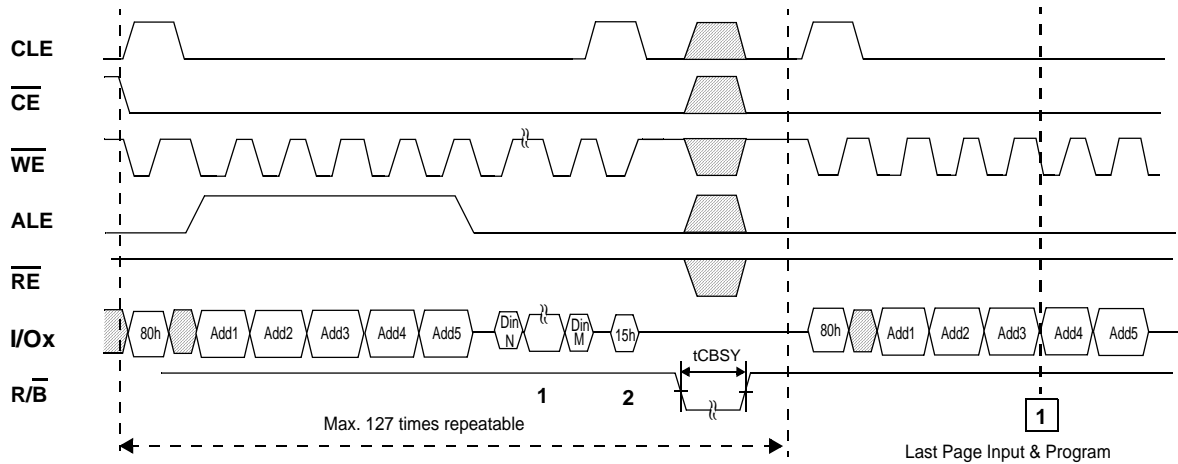 CLE
CE
WE
ALE
RE
I/Ox 80h Add1 Add2 Add3 Add4 Add5 Din N Din M 15h 80h Add1 Add2 Add3 Add4 Add5
tCBSY
R/B 1 2
Max. 127 times repeatable
1
Last Page Input & Program